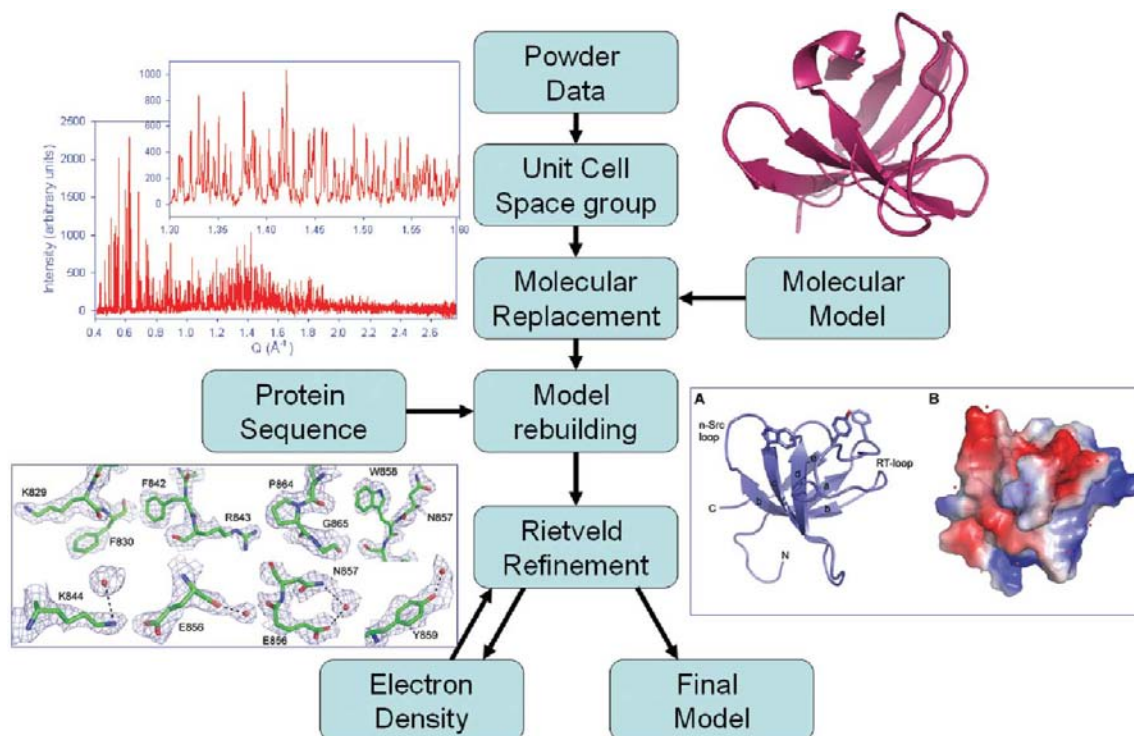 Powder
Data
Unit Cell
Space group
Molecular
Replacement
Molecular
Model
Protein
Sequence
Model
rebuilding
Rietveld
Refinement
Electron
Density
Final
Model
Intensity (arbitrary units)
2500
2000
1500
1000
500
0
0.4 0.6 0.8 1.0 1.2 1.4 1.6 1.8 2.0 2.2 2.4 2.6
Q (Å⁻¹)
1000
800
600
400
200
0
1.30 1.35 1.40 1.45 1.50 1.55 1.60
K829
F830
F842
R843
P864
G865
W858
N857
K844
E856
N857
E856
Y859
A
n-Src
loop
RT-loop
C
N
B